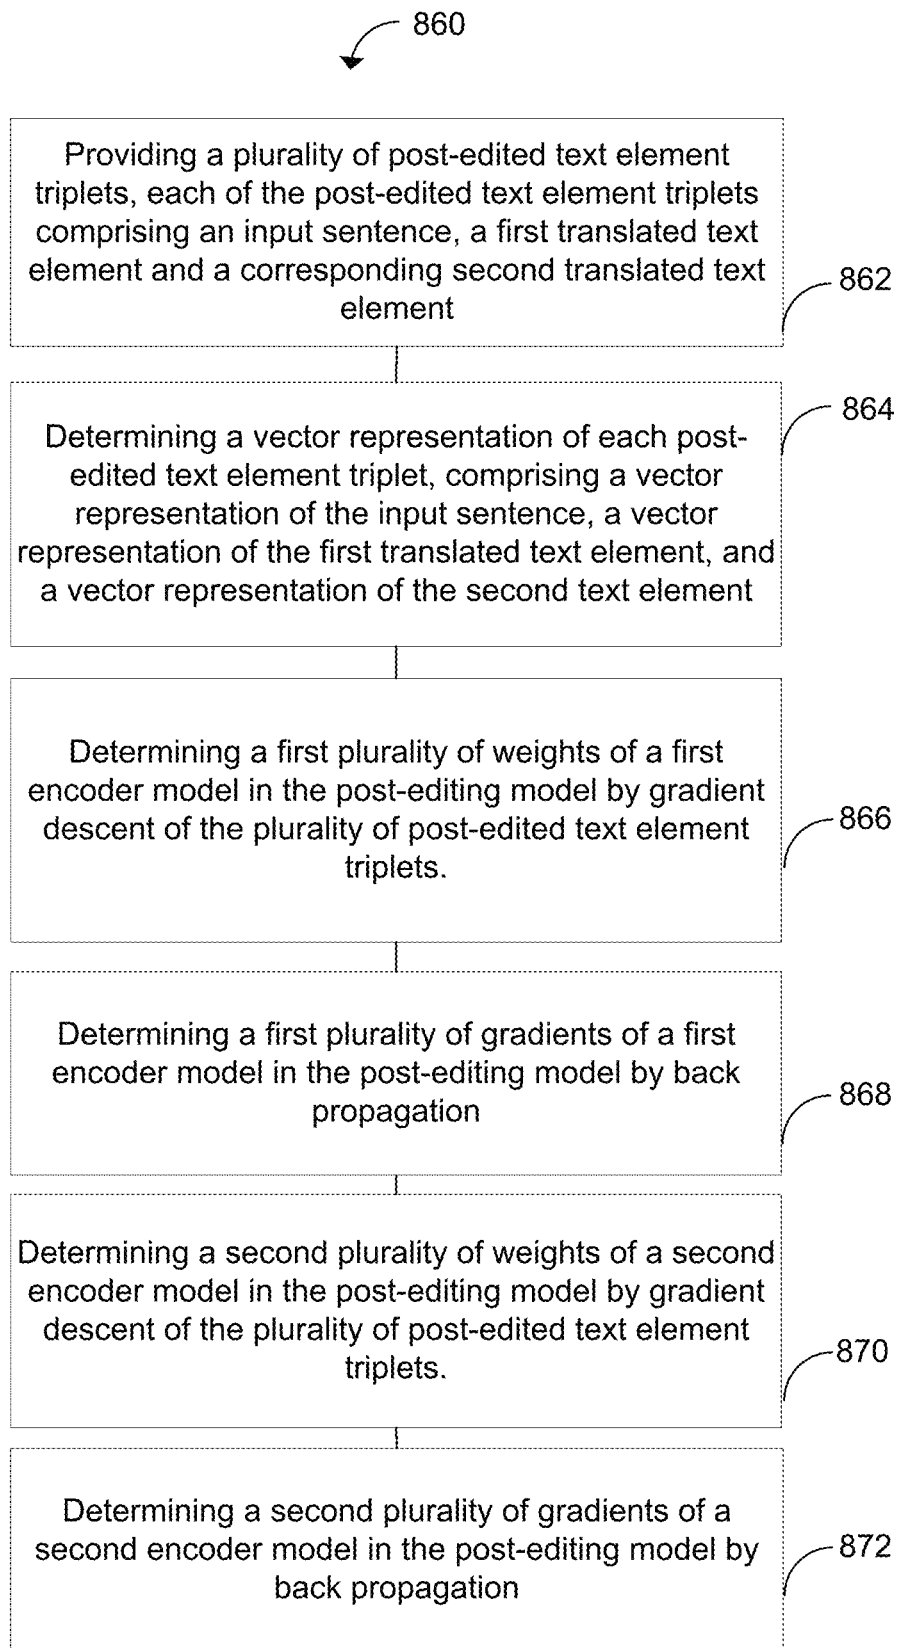 860
Providing a plurality of post-edited text element
triplets, each of the post-edited text element triplets
comprising an input sentence, a first translated text
element and a corresponding second translated text
element
862
864
Determining a vector representation of each post-
edited text element triplet, comprising a vector
representation of the input sentence, a vector
representation of the first translated text element, and
a vector representation of the second text element
Determining a first plurality of weights of a first
encoder model in the post-editing model by gradient
descent of the plurality of post-edited text element
triplets.
866
Determining a first plurality of gradients of a first
encoder model in the post-editing model by back
propagation
868
Determining a second plurality of weights of a second
encoder model in the post-editing model by gradient
descent of the plurality of post-edited text element
triplets.
870
Determining a second plurality of gradients of a
second encoder model in the post-editing model by
back propagation
872